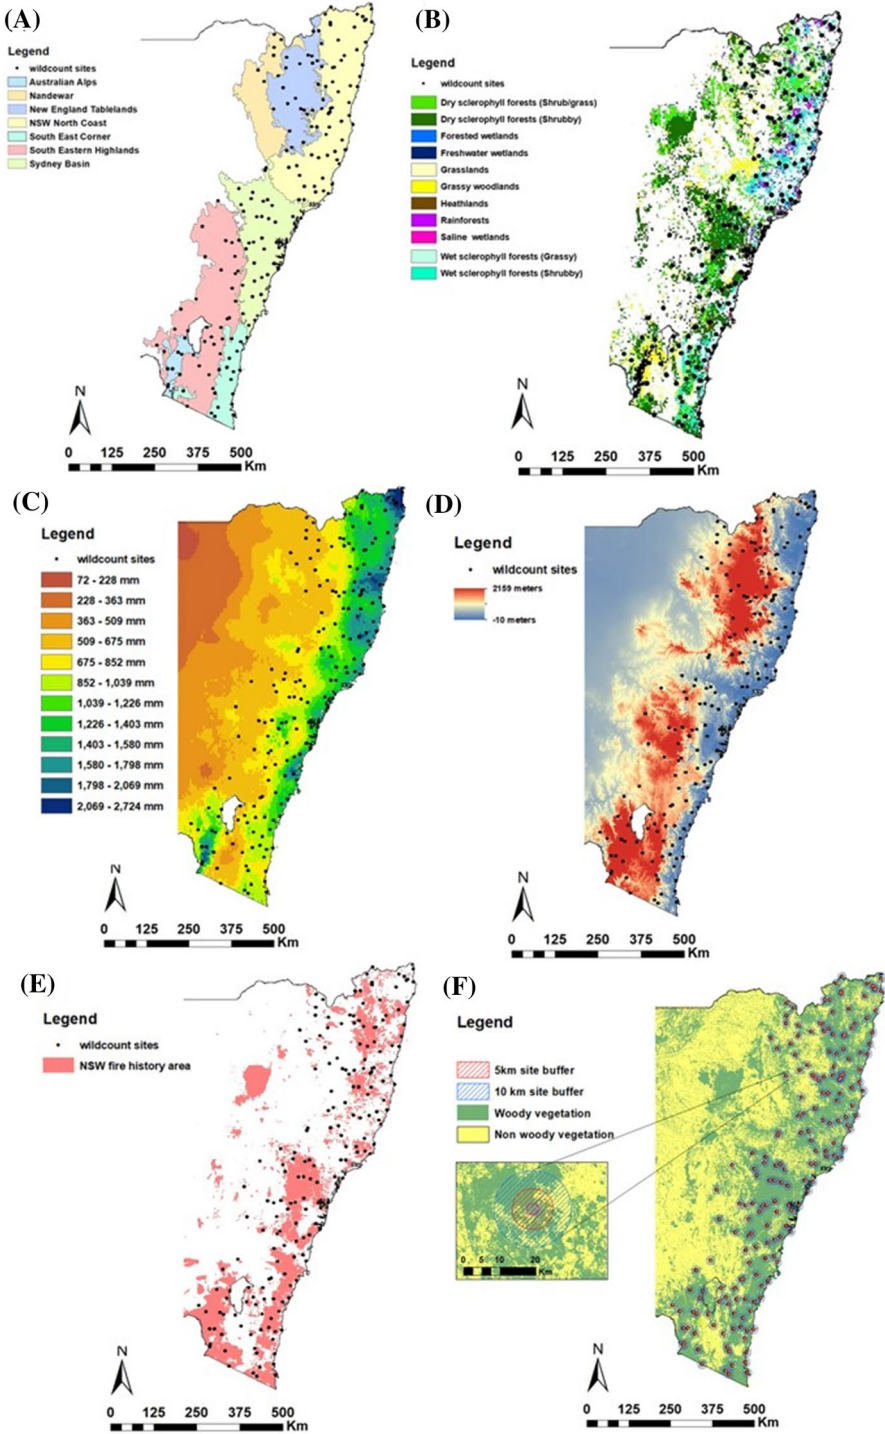 (A)
Legend
wildcount sites
Australian Alps
Nandewar
New England Tablelands
NSW North Coast
South East Corner
South Eastern Highlands
Sydney Basin
N
0 125 250 375 500
Km
(B)
Legend
wildcount sites
Dry sclerophyll forests (Shrub/grass)
Dry sclerophyll forests (Shrubby)
Forested wetlands
Freshwater wetlands
Grasslands
Grassy woodlands
Heathlands
Rainforests
Saline wetlands
Wet sclerophyll forests (Grassy)
Wet sclerophyll forests (Shrubby)
N
0 125 250 375 500
Km
(C)
Legend
wildcount sites
72 - 228 mm
228 - 363 mm
363 - 509 mm
509 - 675 mm
675 - 852 mm
852 - 1,039 mm
1,039 - 1,226 mm
1,226 - 1,403 mm
1,403 - 1,580 mm
1,580 - 1,798 mm
1,798 - 2,069 mm
2,069 - 2,724 mm
N
0 125 250 375 500
Km
(D)
Legend
wildcount sites
2159 meters
-10 meters
N
0 125 250 375 500
Km
(E)
Legend
wildcount sites
NSW fire history area
N
0 125 250 375 500
Km
(F)
Legend
5km site buffer
10 km site buffer
Woody vegetation
Non woody vegetation
0 5 10 20
Km
N
0 125 250 375 500
Km